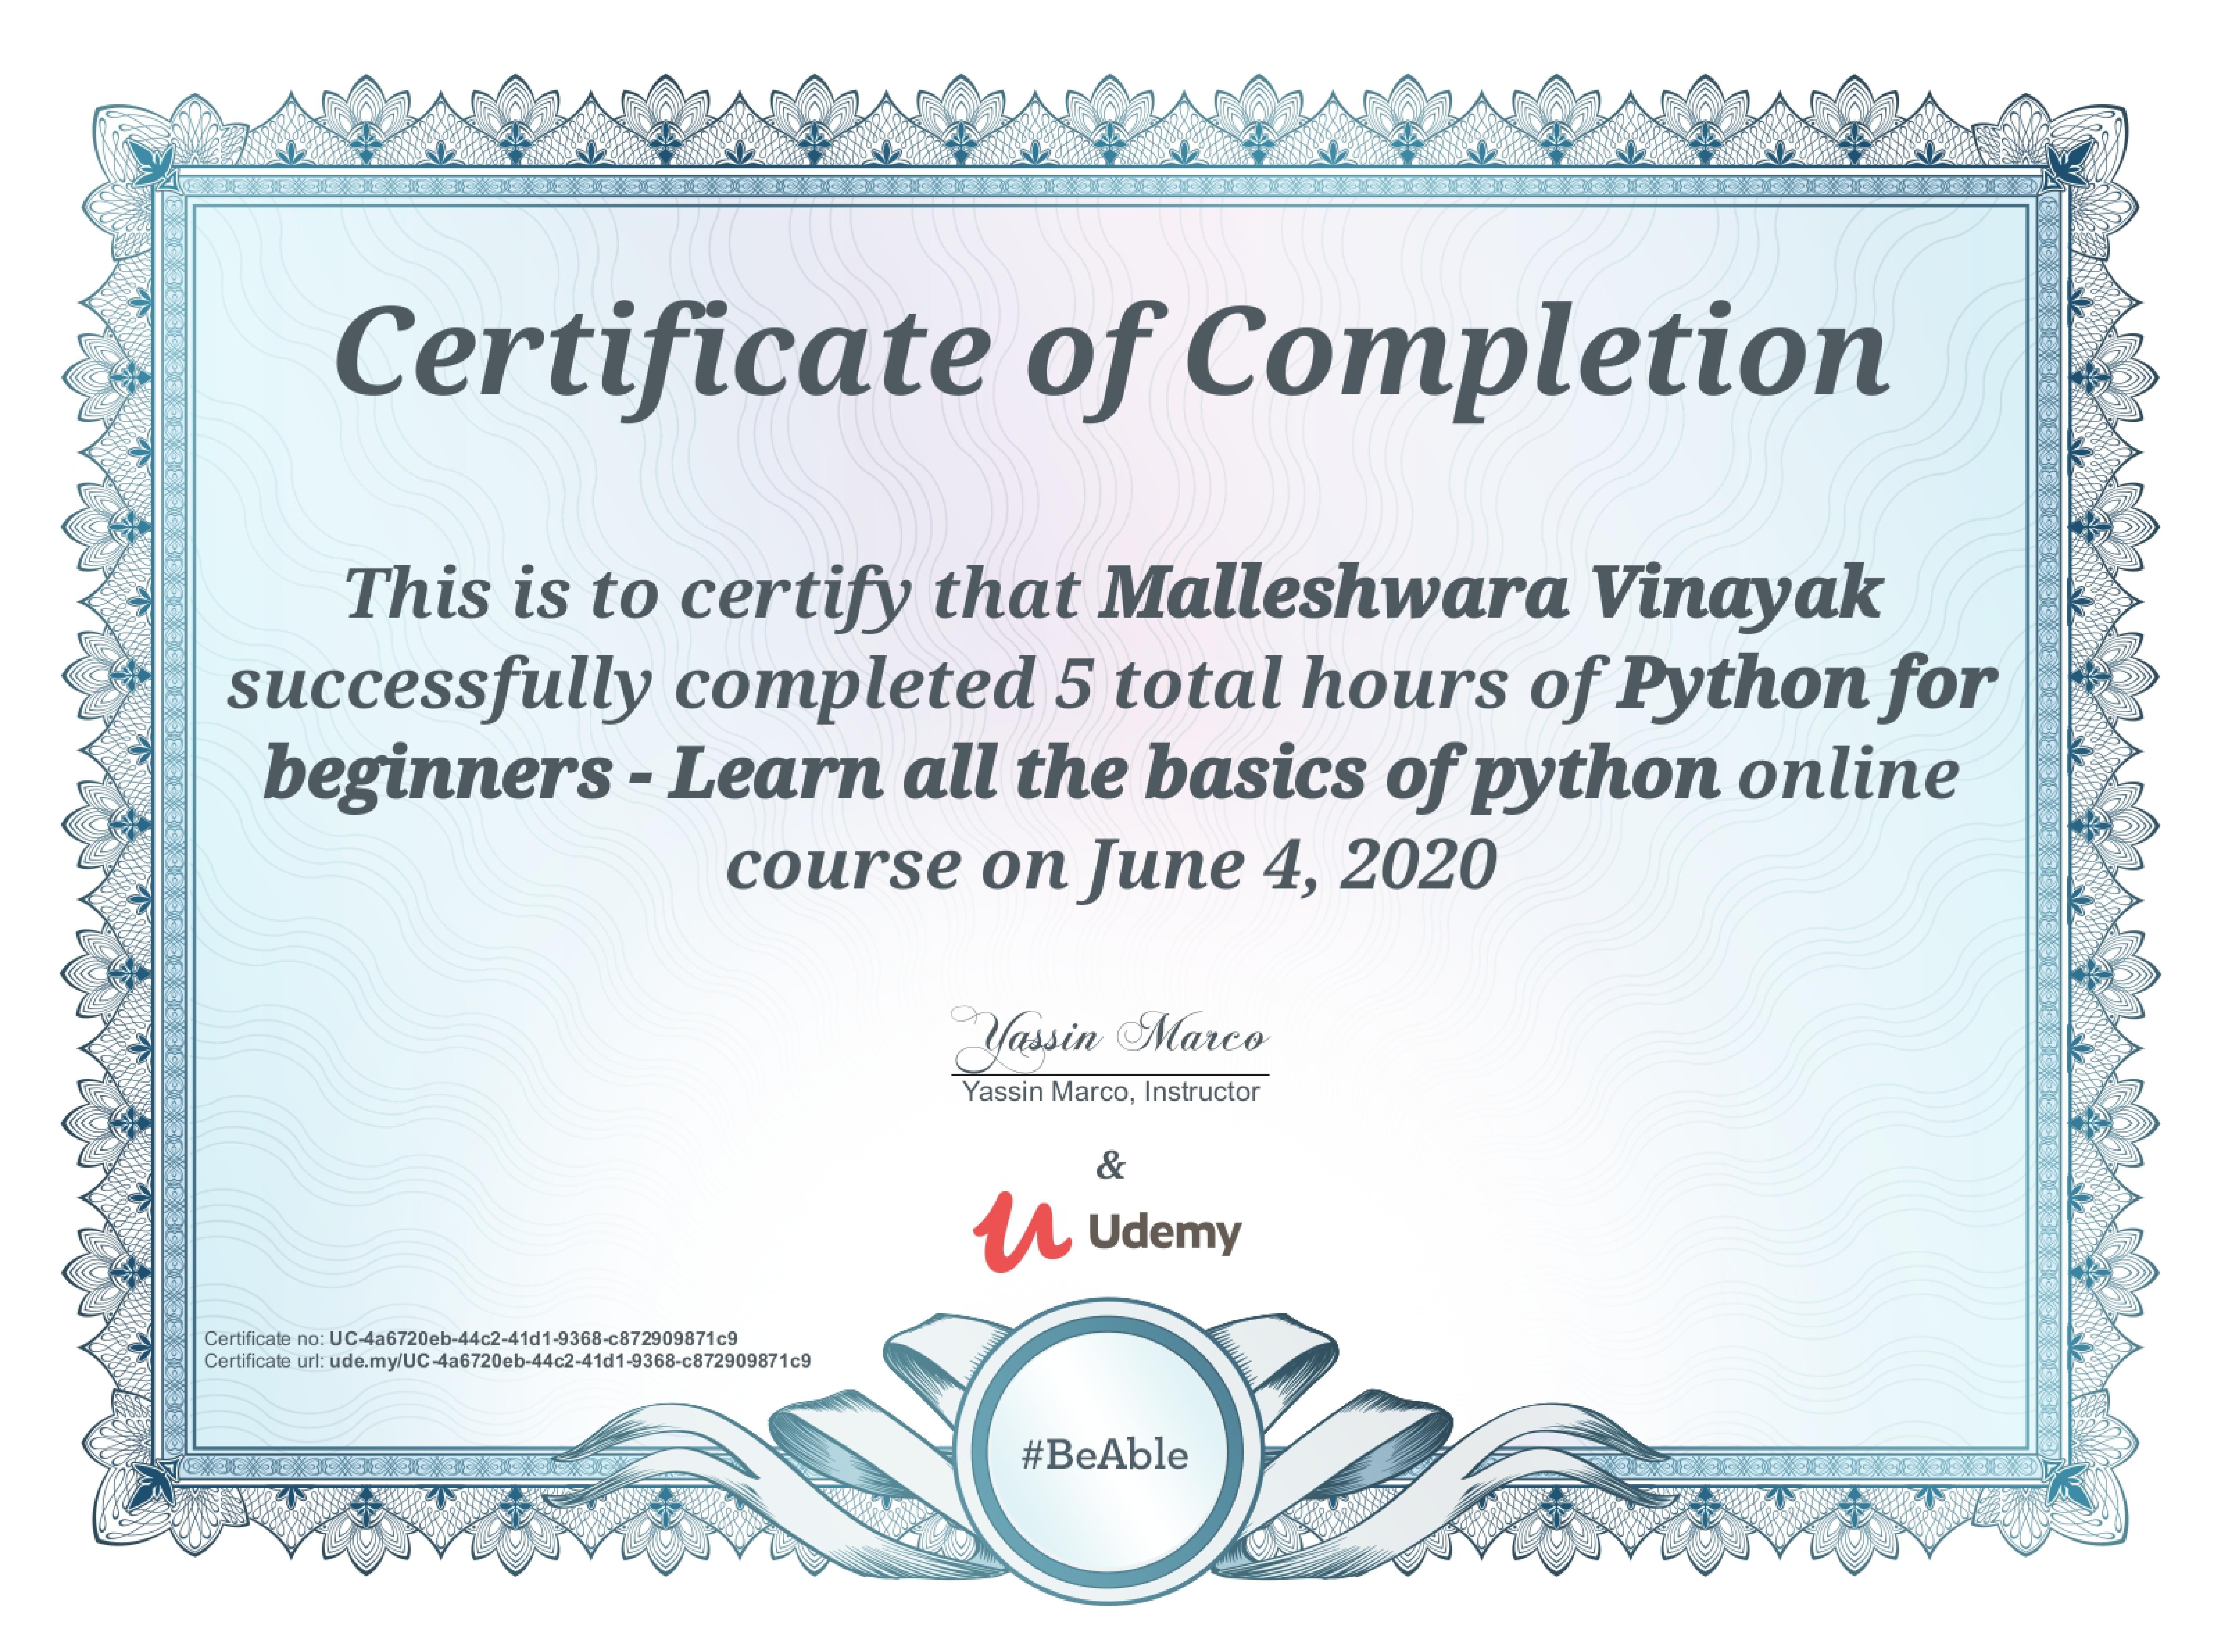 Certificate of Completion
This is to certify that Malleshwara Vinayak
successfully completed 5 total hours of Python for
beginners - Learn all the basics of python online
course on June 4, 2020
Yassin Marco
Yassin Marco, Instructor
&
Udemy
Certificate no: UC-4a6720eb-44c2-41d1-9368-c872909871c9
Certificate url: ude.my/UC-4a6720eb-44c2-41d1-9368-c872909871c9
#BeAble